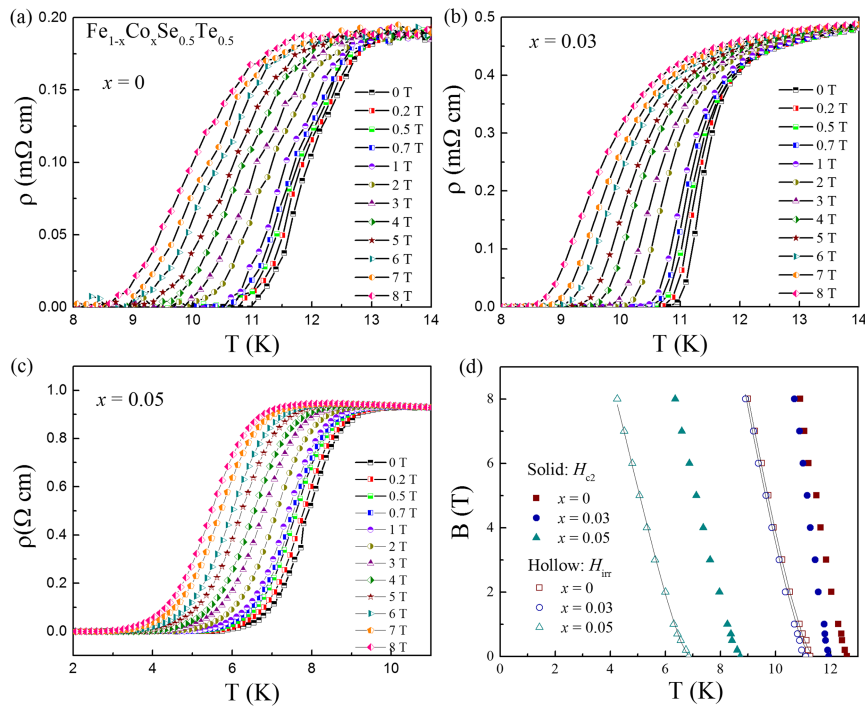 (a)
Fe1-xCoxSe0.5Te0.5
x = 0
0.20
0.15
0.10
0.05
0.00
ρ (mΩ cm)
0 T
0.2 T
0.5 T
0.7 T
1 T
2 T
3 T
4 T
5 T
6 T
7 T
8 T
8 9 10 11 12 13 14
T (K)
(b)
x = 0.03
0.5
0.4
0.3
0.2
0.1
0.0
ρ (mΩ cm)
0 T
0.2 T
0.5 T
0.7 T
1 T
2 T
3 T
4 T
5 T
6 T
7 T
8 T
8 9 10 11 12 13 14
T (K)
(c)
x = 0.05
1.0
0.8
0.6
0.4
0.2
0.0
ρ(Ω cm)
0 T
0.2 T
0.5 T
0.7 T
1 T
2 T
3 T
4 T
5 T
6 T
7 T
8 T
2 4 6 8 10
T (K)
(d)
8
6
4
2
0
B (T)
Solid: Hc2
x = 0
x = 0.03
x = 0.05
Hollow: Hirr
x = 0
x = 0.03
x = 0.05
0 2 4 6 8 10 12
T (K)